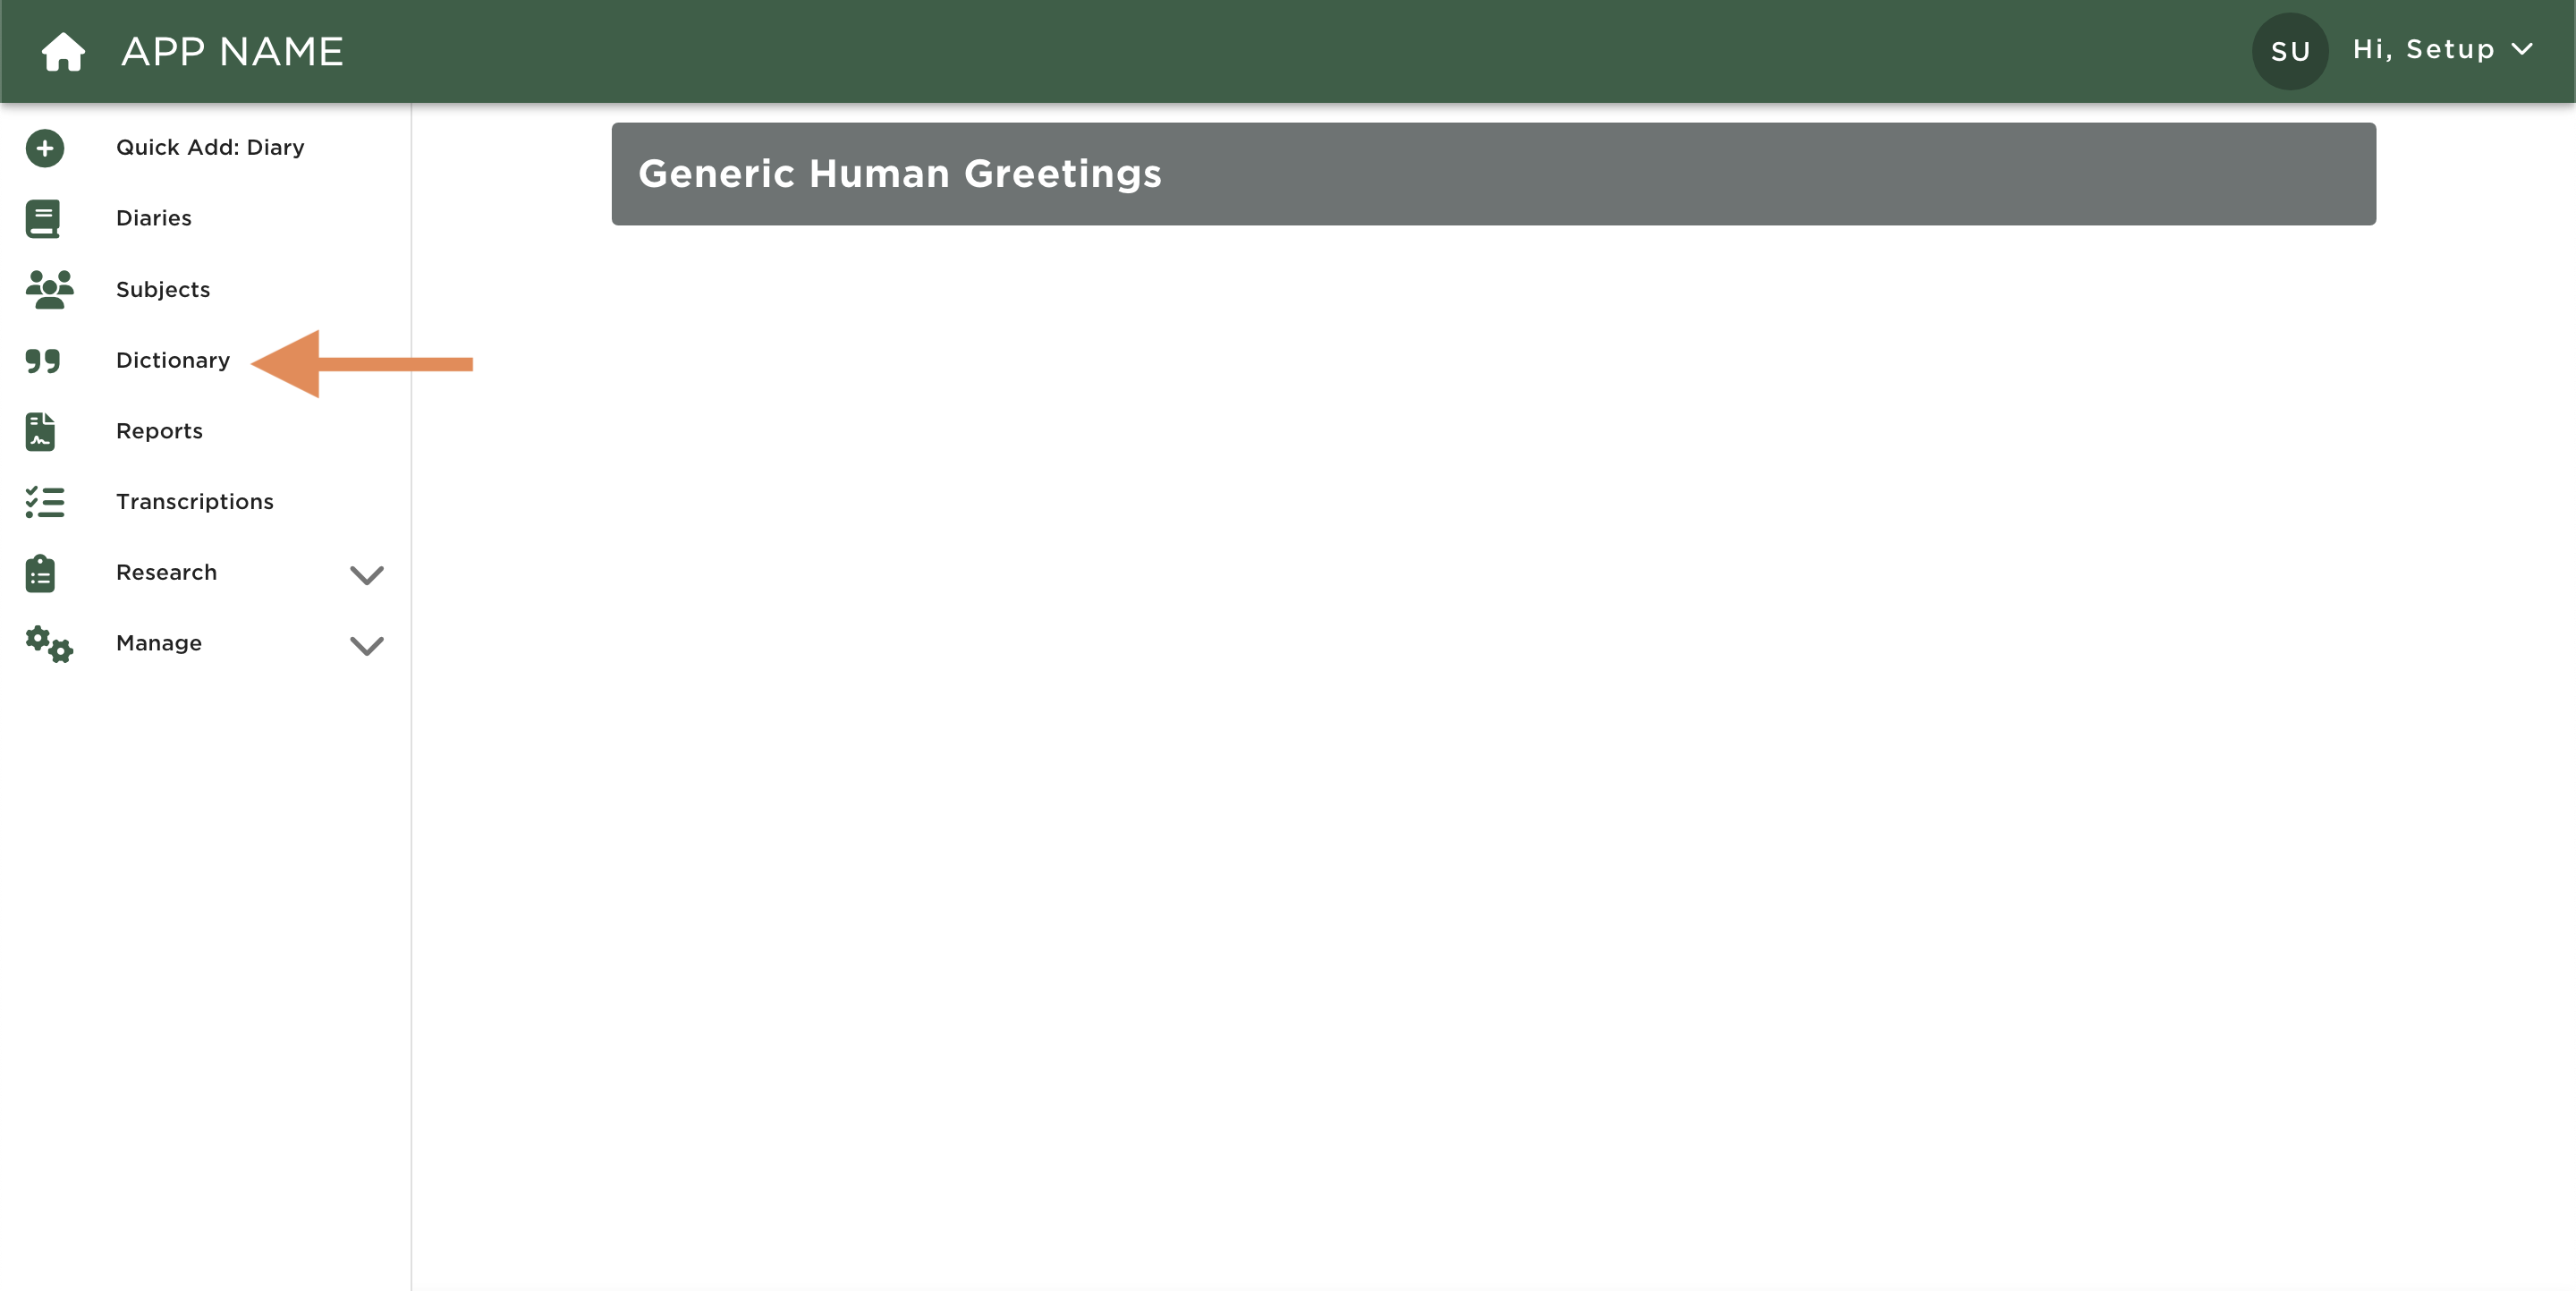 APP NAME
SU
Hi, Setup
Quick Add: Diary
Diaries
Subjects
Dictionary
Reports
Transcriptions
Research
Manage
Generic Human Greetings